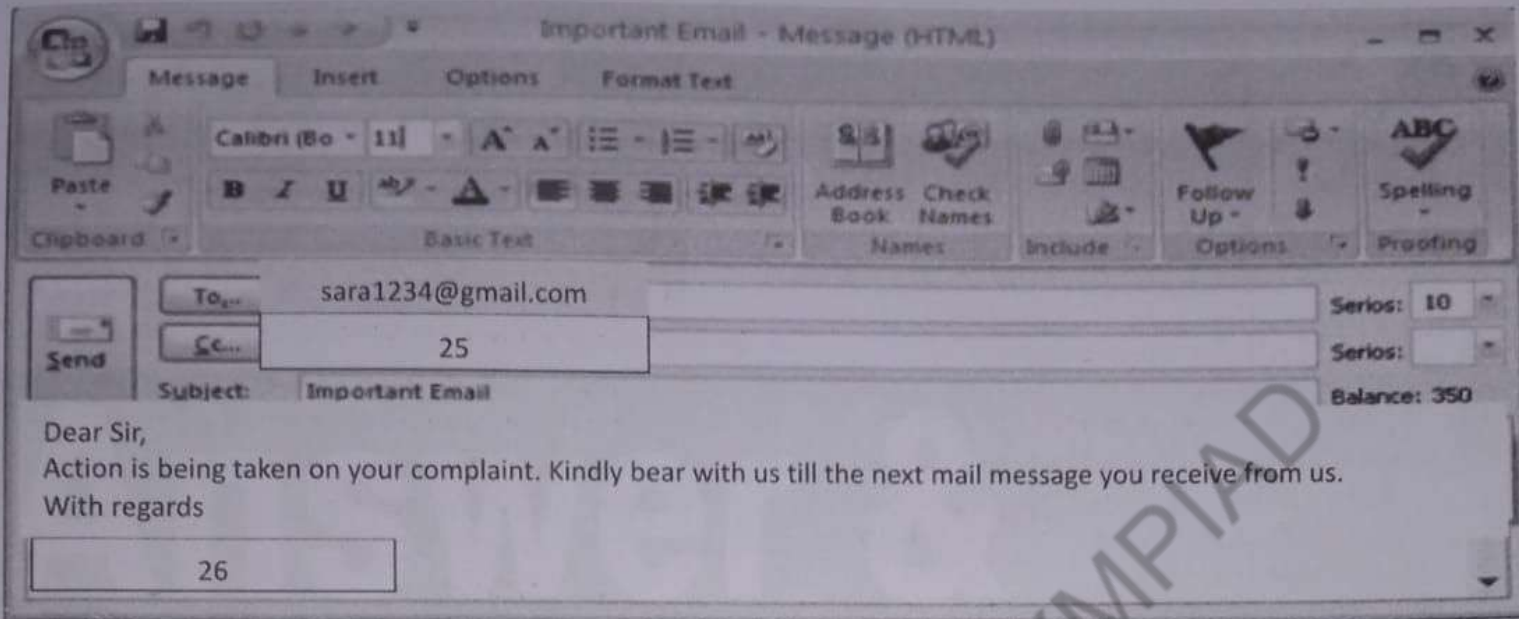 Important Email - Message (HTML)
Message Insert Options Format Text
Calibri (Bo 11 A A ABC
Paste B I U A Address Book Check Names Follow Up Spelling
Clipboard Basic Text Names Include Options Proofing
To... sara1234@gmail.com Serios: 10
Send Cc... 25 Serios:
Subject: Important Email Balance: 350
Dear Sir,
Action is being taken on your complaint. Kindly bear with us till the next mail message you receive from us.
With regards
26